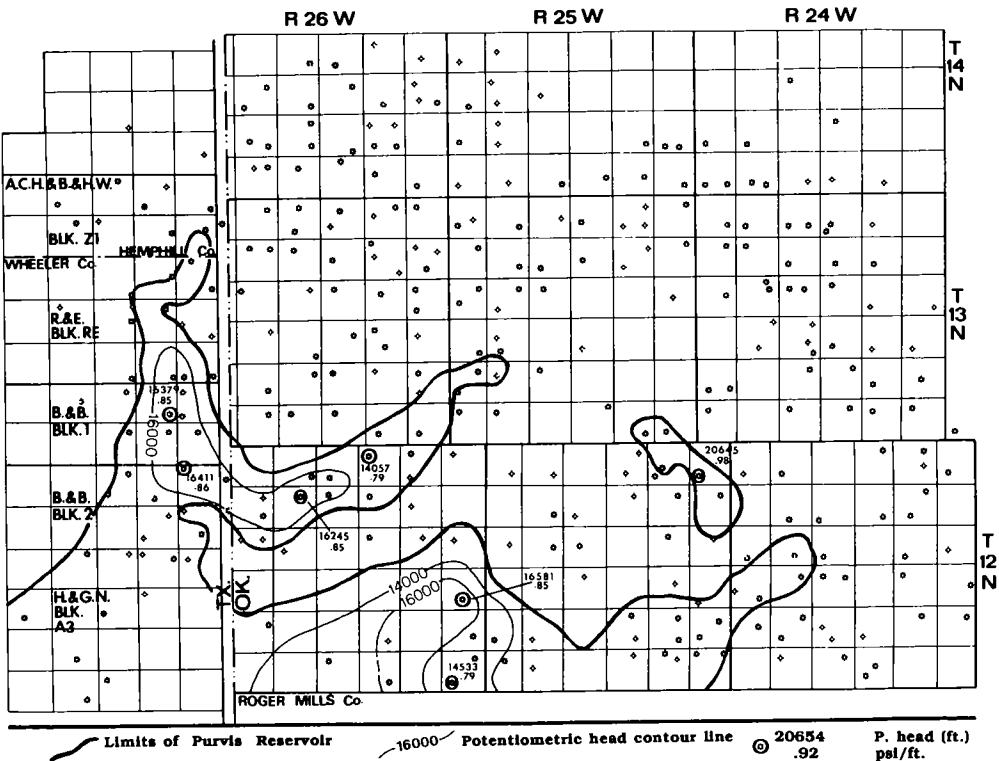 R 26 W
R 25 W
R 24 W
T
14
N
A.C.H.& B.& H.W.
BLK. Z1
HEMPHILL Co.
WHEELER Co.
R.& E.
BLK. RE
T
13
N
.85
16000
B.& B.
BLK. 1
14057
.79
20645
.98
16411
.86
B.& B.
BLK. 2
16245
.85
T
12
N
14000
16000
16581
.85
TX
OK.
H.& G.N.
BLK.
A3
14533
.79
ROGER MILLS Co.
Limits of Purvis Reservoir
16000
Potentiometric head contour line
20654
.92
P. head (ft.)
psi/ft.